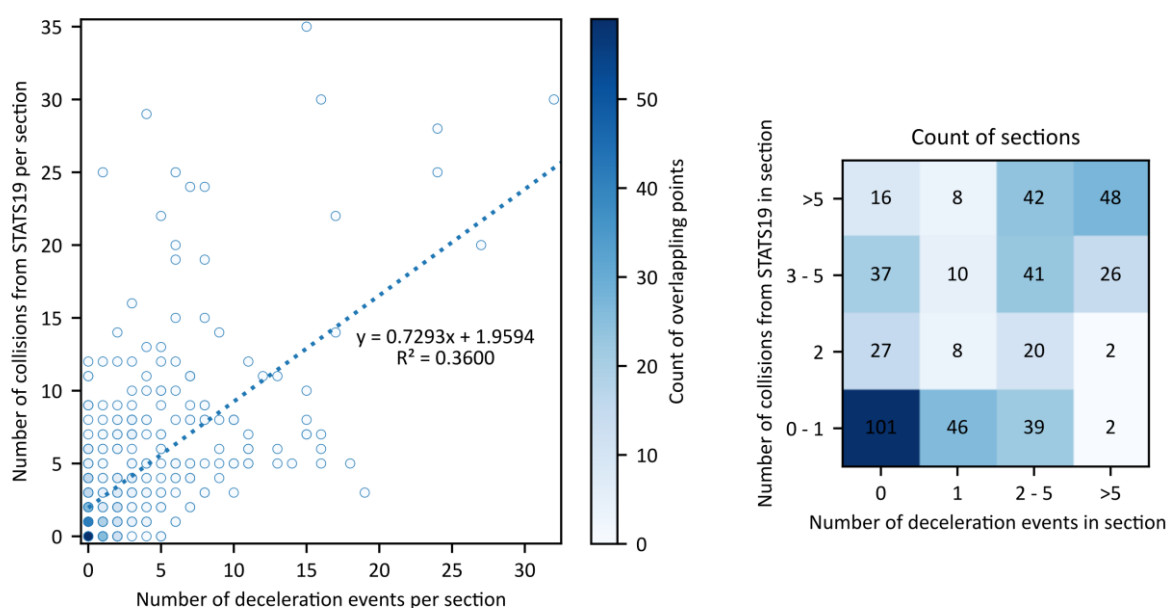 35
30
25
20
15
10
5
0
Number of collisions from STATS19 per section
0 5 10 15 20 25 30
Number of deceleration events per section
y = 0.7293x + 1.9594
R² = 0.3600
50
40
30
20
10
0
Count of overlapping points
Count of sections
Number of collisions from STATS19 in section
>5 16 8 42 48
3 - 5 37 10 41 26
2 27 8 20 2
0 - 1 101 46 39 2
0 1 2 - 5 >5
Number of deceleration events in section